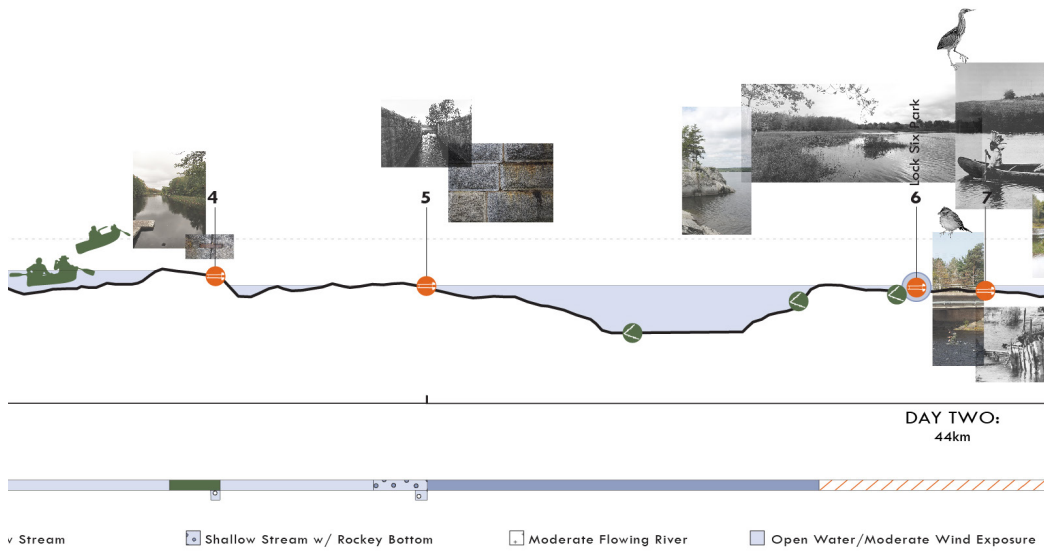 Lock Six Park
4
5
6
7
DAY TWO:
44km
w Stream
Shallow Stream w/ Rockey Bottom
Moderate Flowing River
Open Water/Moderate Wind Exposure